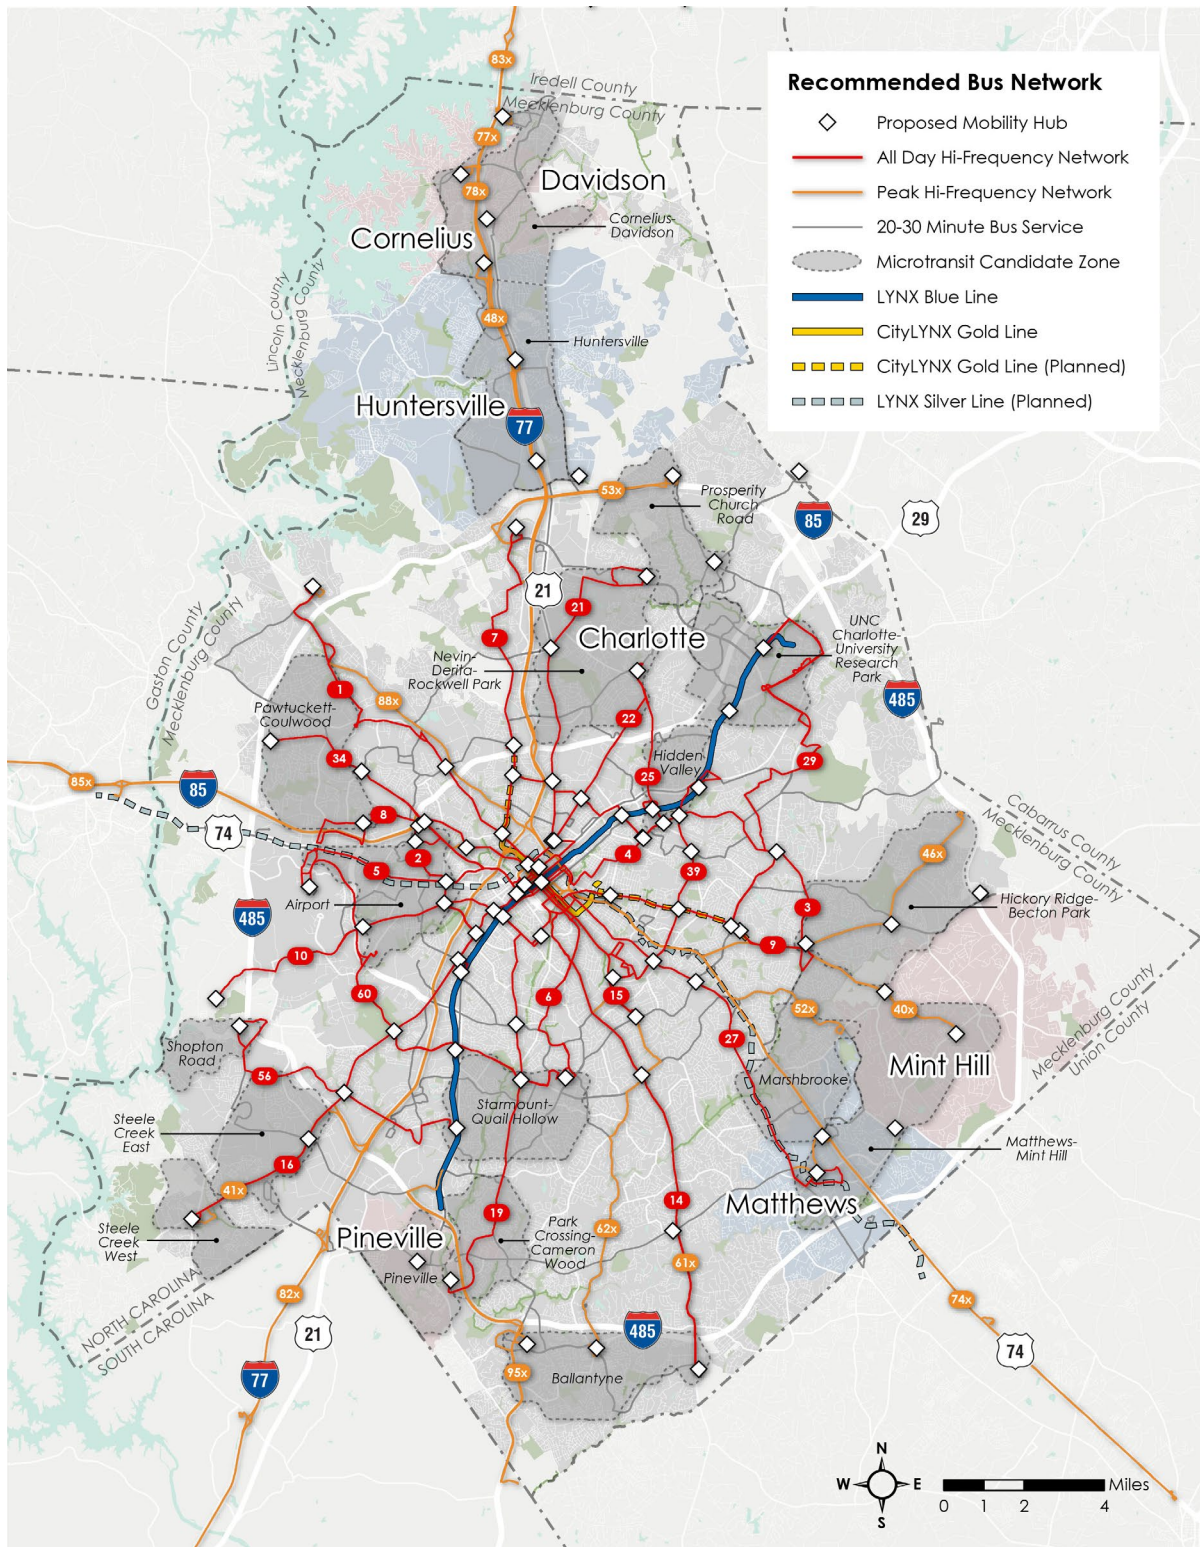 83x
Iredell County
Mecklenburg County
Recommended Bus Network
Proposed Mobility Hub
All Day Hi-Frequency Network
Peak Hi-Frequency Network
20-30 Minute Bus Service
Microtransit Candidate Zone
LYNX Blue Line
CityLYNX Gold Line
CityLYNX Gold Line (Planned)
LYNX Silver Line (Planned)
77x
78x
Davidson
Cornelius-
Davidson
Cornelius
Lincoln County
Mecklenburg County
48x
Huntersville
Huntersville
77
53x
Prosperity
Church
Road
85
29
21
21
7
Charlotte
Gaston County
Mecklenburg County
Nevin-
Derita-
Rockwell Park
UNC
Charlotte-
University
Research
Park
485
1
88x
Pawtuckett-
Coulwood
22
34
Hidden
Valley
25
29
85x
85
74
8
2
5
4
39
46x
Cabarrus County
Mecklenburg County
Airport
485
3
Hickory Ridge-
Becton Park
9
10
60
6
15
52x
40x
27
Mecklenburg County
Union County
Shopton
Road
56
Mint Hill
Marshbrooke
Starmount-
Quail Hollow
Steele
Creek
East
Matthews-
Mint Hill
16
41x
14
Matthews
19
Park
Crossing-
Cameron
Wood
62x
61x
Steele
Creek
West
Pineville
Pineville
NORTH CAROLINA
SOUTH CAROLINA
82x
21
77
485
74x
74
95x
Ballantyne
N
W
E
S
Miles
0
1
2
4